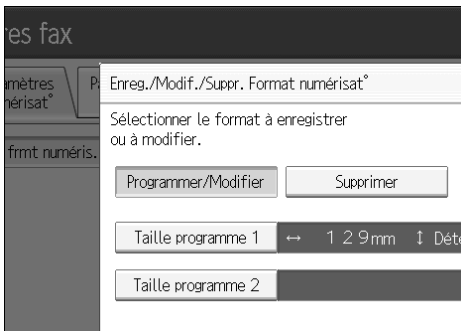 res fax
amètres
nérisat°
P
Enreg./Modif./Suppr. Format numérisat°
Sélectionner le format à enregistrer
ou à modifier.
frmt numéris.
Programmer/Modifier
Supprimer
Taille programme 1 ↔ 129mm ↕ Déte
Taille programme 2